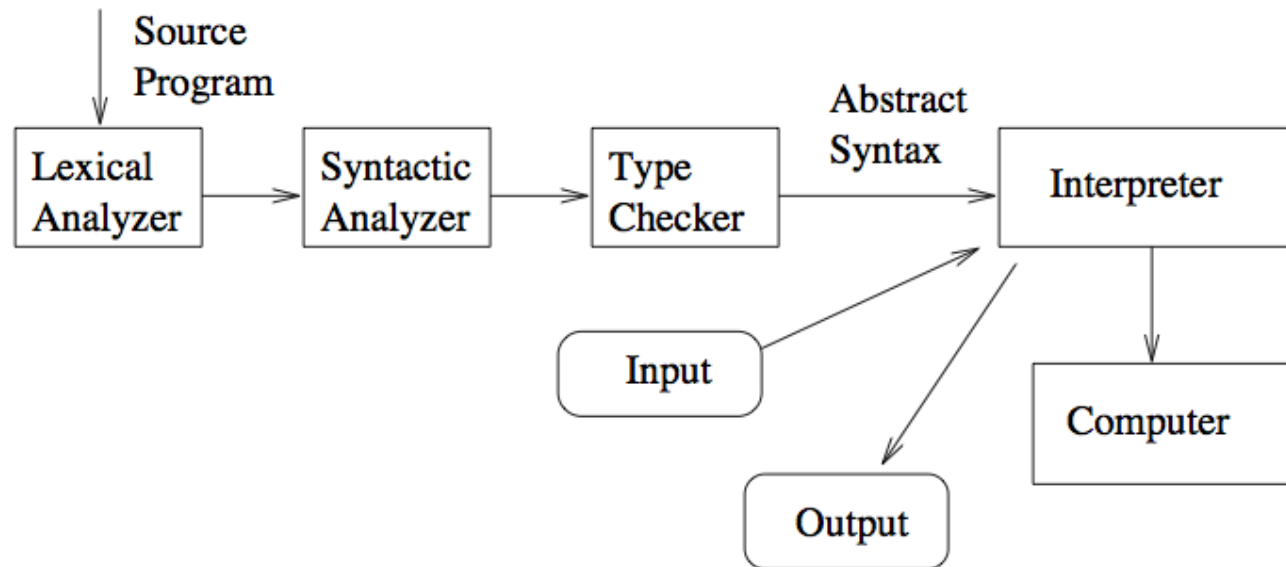 Source
Program
Abstract
Syntax
Lexical
Analyzer
Syntactic
Analyzer
Type
Checker
Interpreter
Input
Computer
Output